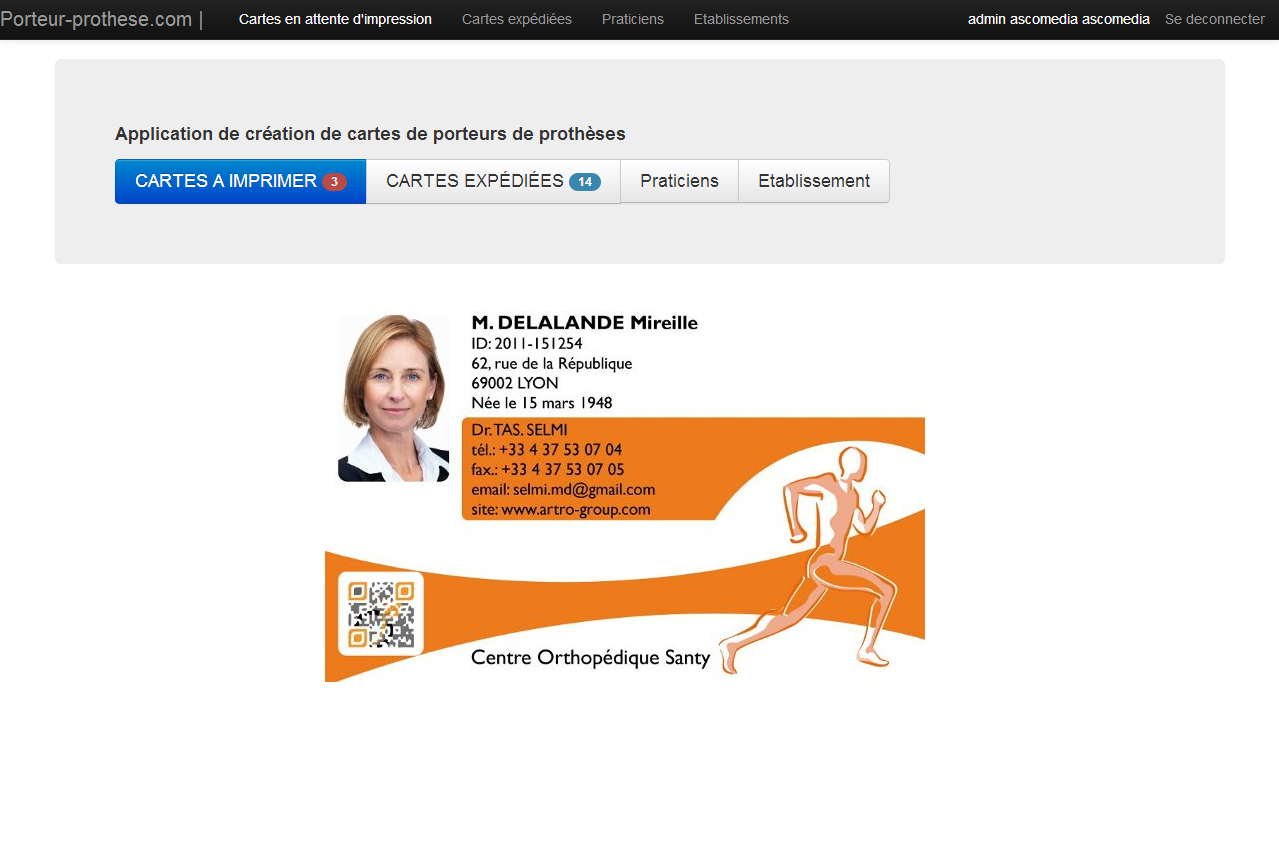 Porteur-prothese.com | Cartes en attente d'impression Cartes expédiées Praticiens Etablissements admin ascomedia ascomedia Se deconnecter
Application de création de cartes de porteurs de prothèses
CARTES A IMPRIMER 3 CARTES EXPÉDIÉES 14 Praticiens Etablissement
M. DELALANDE Mireille
ID: 2011-151254
62, rue de la République
69002 LYON
Née le 15 mars 1948
Dr. TAS. SELMI
tél.: +33 4 37 53 07 04
fax.: +33 4 37 53 07 05
email: selmi.md@gmail.com
site: www.artro-group.com
Centre Orthopédique Santy